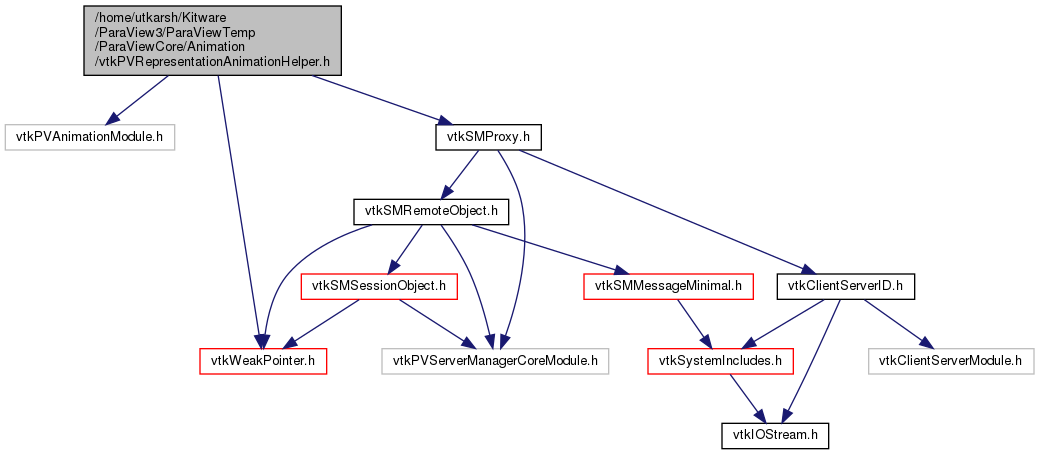 /home/utkarsh/Kitware
/ParaView3/ParaViewTemp
/ParaViewCore/Animation
/vtkPVRepresentationAnimationHelper.h
vtkPVAnimationModule.h
vtkSMProxy.h
vtkSMRemoteObject.h
vtkSMSessionObject.h
vtkSMMessageMinimal.h
vtkClientServerID.h
vtkWeakPointer.h
vtkPVServerManagerCoreModule.h
vtkSystemIncludes.h
vtkClientServerModule.h
vtkIOStream.h